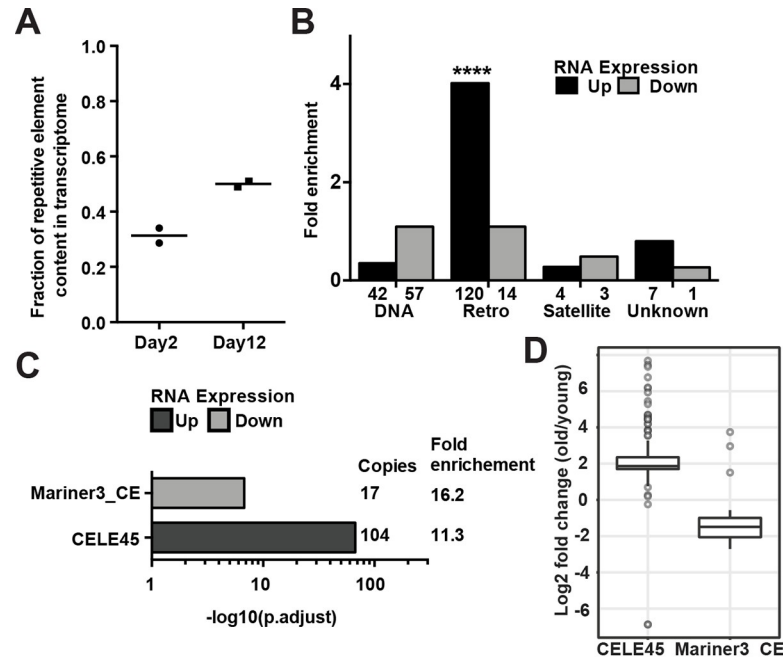 A
Fraction of repetitive element
content in transcriptome
1.0
0.8
0.6
0.4
0.2
0.0
Day2 Day12
B
Fold enrichment
4
2
0
****
RNA Expression
Up Down
42 57 120 14 4 3 7 1
DNA Retro Satellite Unknown
C
RNA Expression
Up Down
Copies Fold
enrichement
Mariner3_CE 17 16.2
CELE45 104 11.3
1 10 100
-log10(p.adjust)
D
Log2 fold change (old/young)
6
4
2
0
-2
-4
-6
CELE45 Mariner3 CE